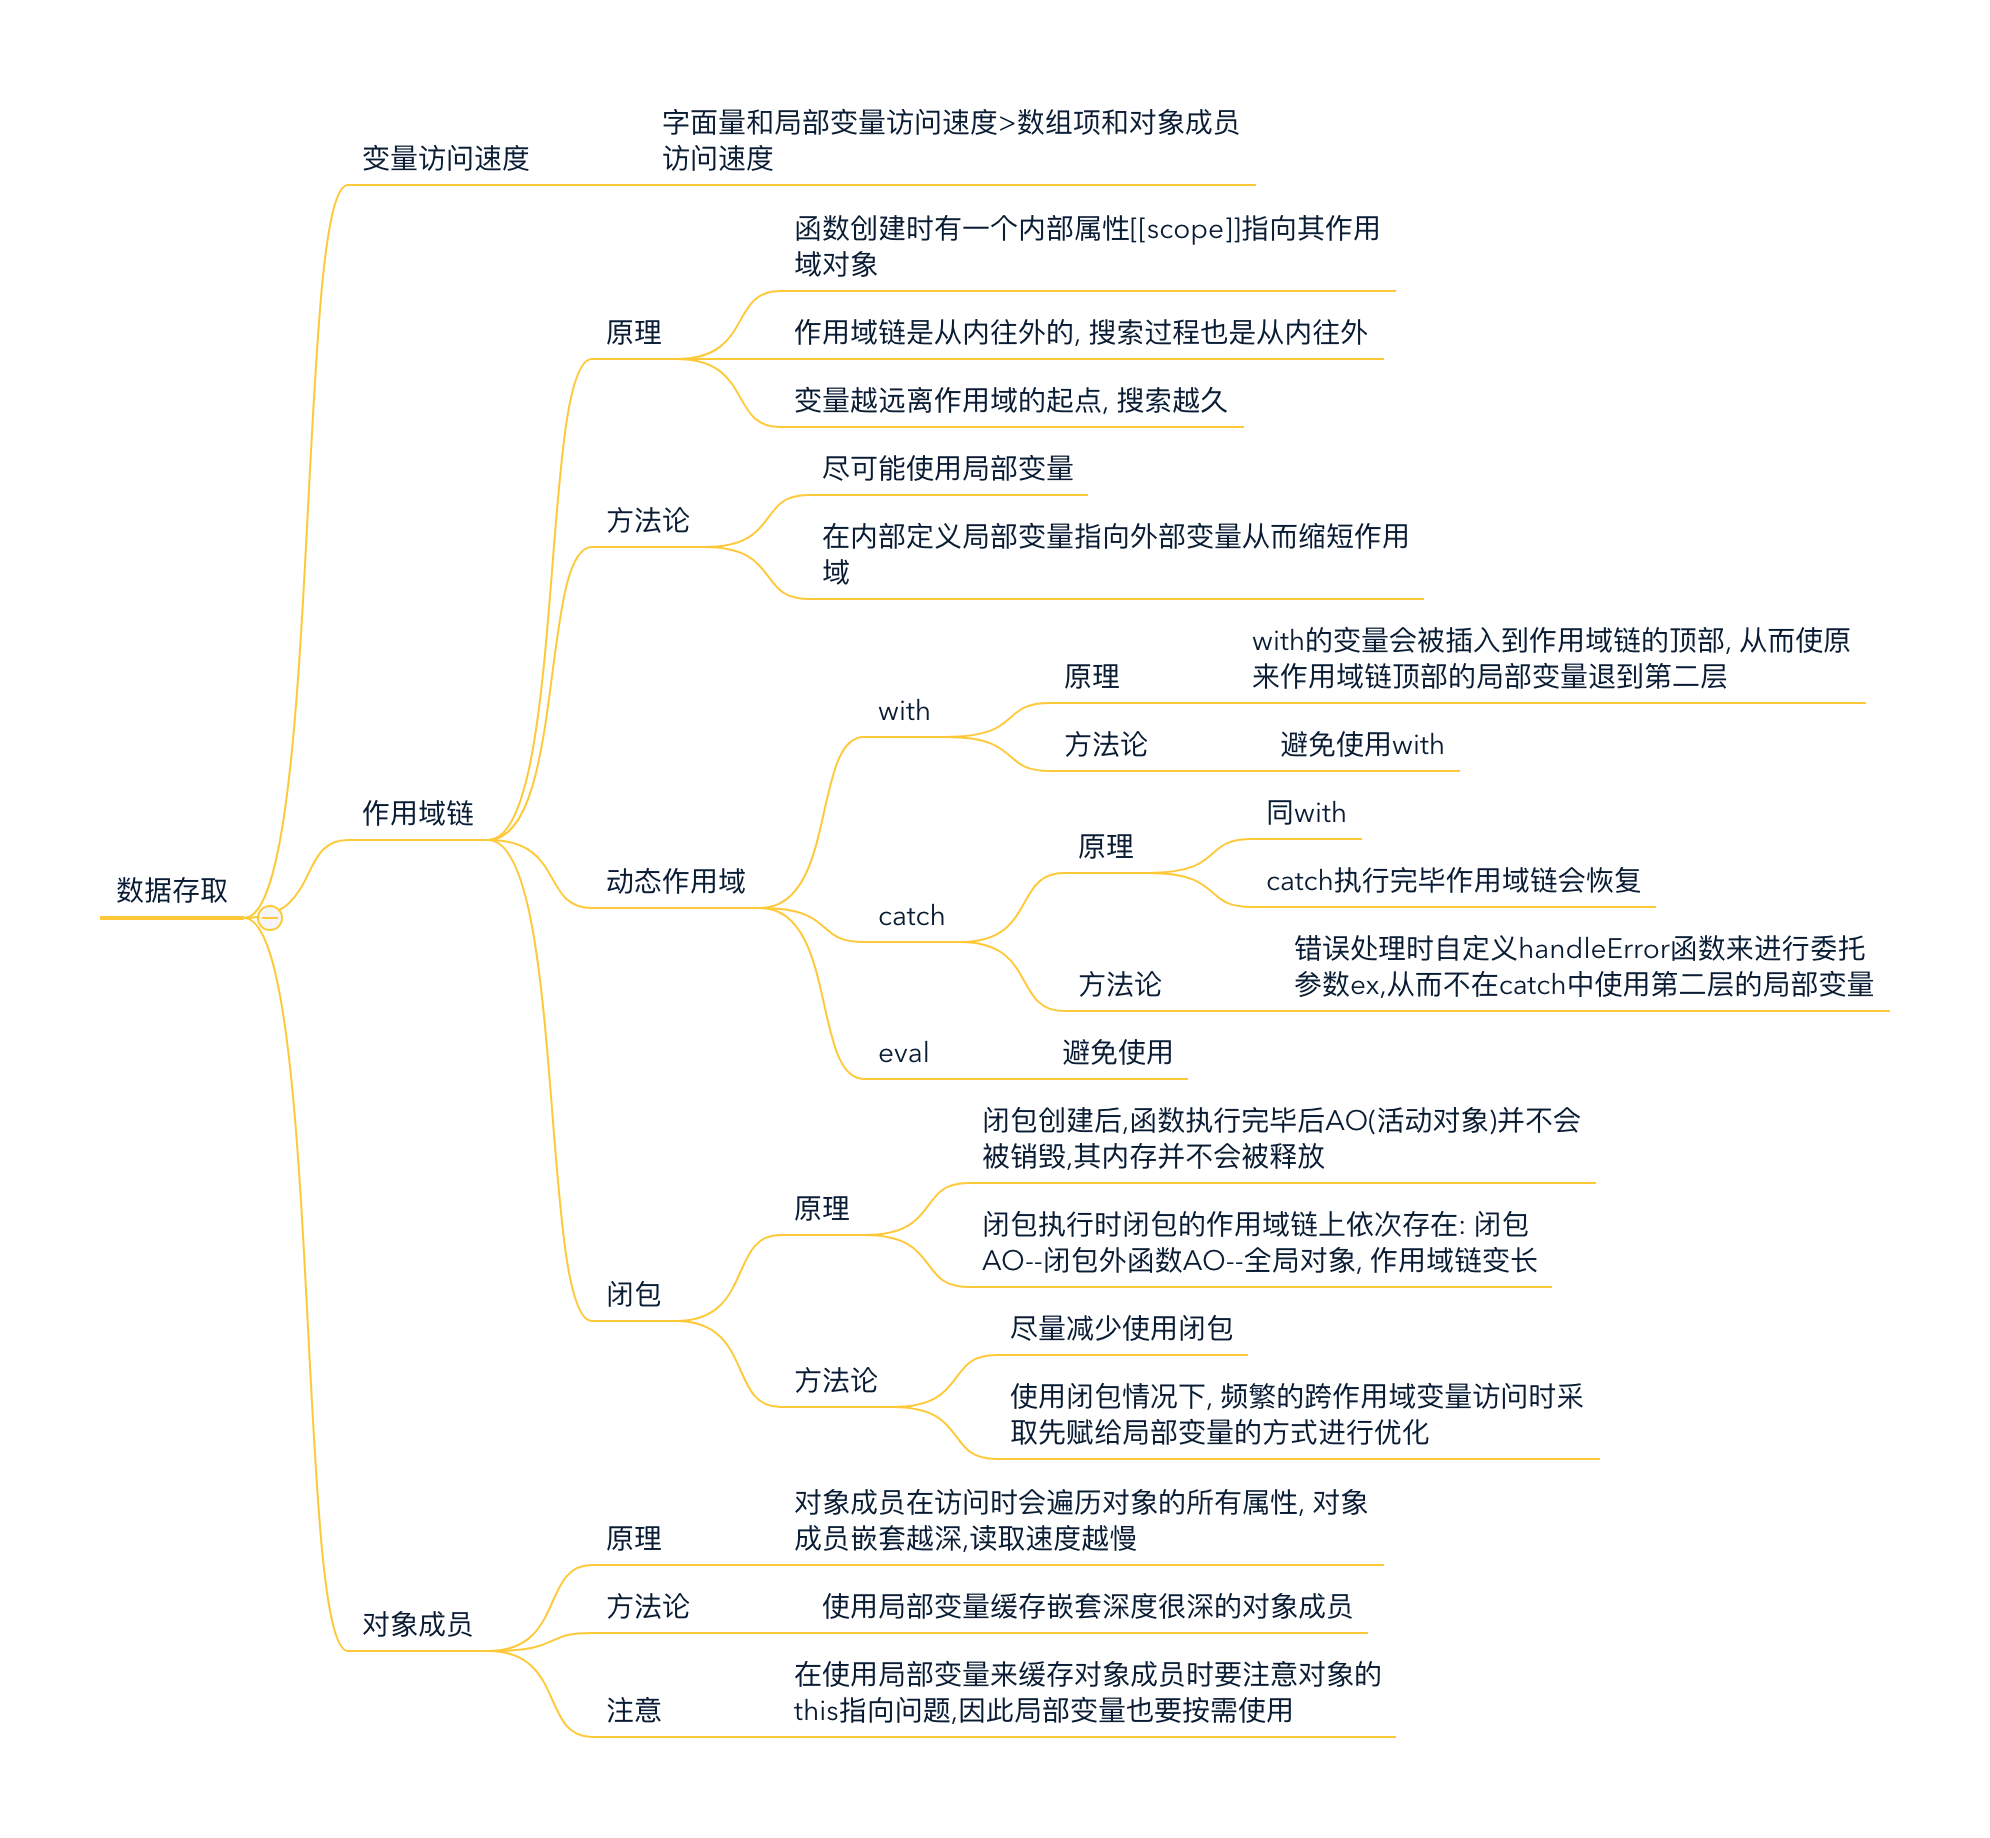 字面量和局部变量访问速度>数组项和对象成员
变量访问速度
访问速度
函数创建时有一个内部属性[[scope]]指向其作用
域对象
原理
作用域链是从内往外的, 搜索过程也是从内往外
变量越远离作用域的起点, 搜索越久
尽可能使用局部变量
方法论
在内部定义局部变量指向外部变量从而缩短作用
域
with的变量会被插入到作用域链的顶部, 从而使原
原理
来作用域链顶部的局部变量退到第二层
with
方法论
避免使用with
作用域链
同with
原理
动态作用域
catch执行完毕作用域链会恢复
数据存取
catch
错误处理时自定义handleError函数来进行委托
方法论
参数ex,从而不在catch中使用第二层的局部变量
eval
避免使用
闭包创建后,函数执行完毕后AO(活动对象)并不会
被销毁,其内存并不会被释放
原理
闭包执行时闭包的作用域链上依次存在: 闭包
AO--闭包外函数AO--全局对象, 作用域链变长
闭包
尽量减少使用闭包
方法论
使用闭包情况下, 频繁的跨作用域变量访问时采
取先赋给局部变量的方式进行优化
对象成员在访问时会遍历对象的所有属性, 对象
原理
成员嵌套越深,读取速度越慢
方法论
使用局部变量缓存嵌套深度很深的对象成员
对象成员
在使用局部变量来缓存对象成员时要注意对象的
注意
this指向问题,因此局部变量也要按需使用